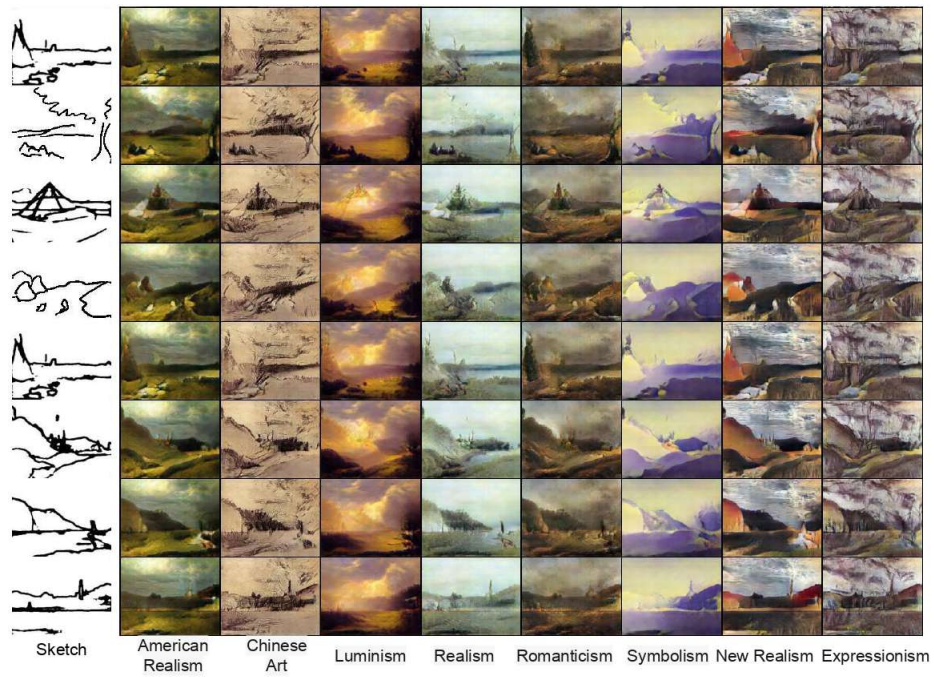 Sketch
American
Realism
Chinese
Art
Luminism
Realism
Romanticism
Symbolism
New Realism
Expressionism